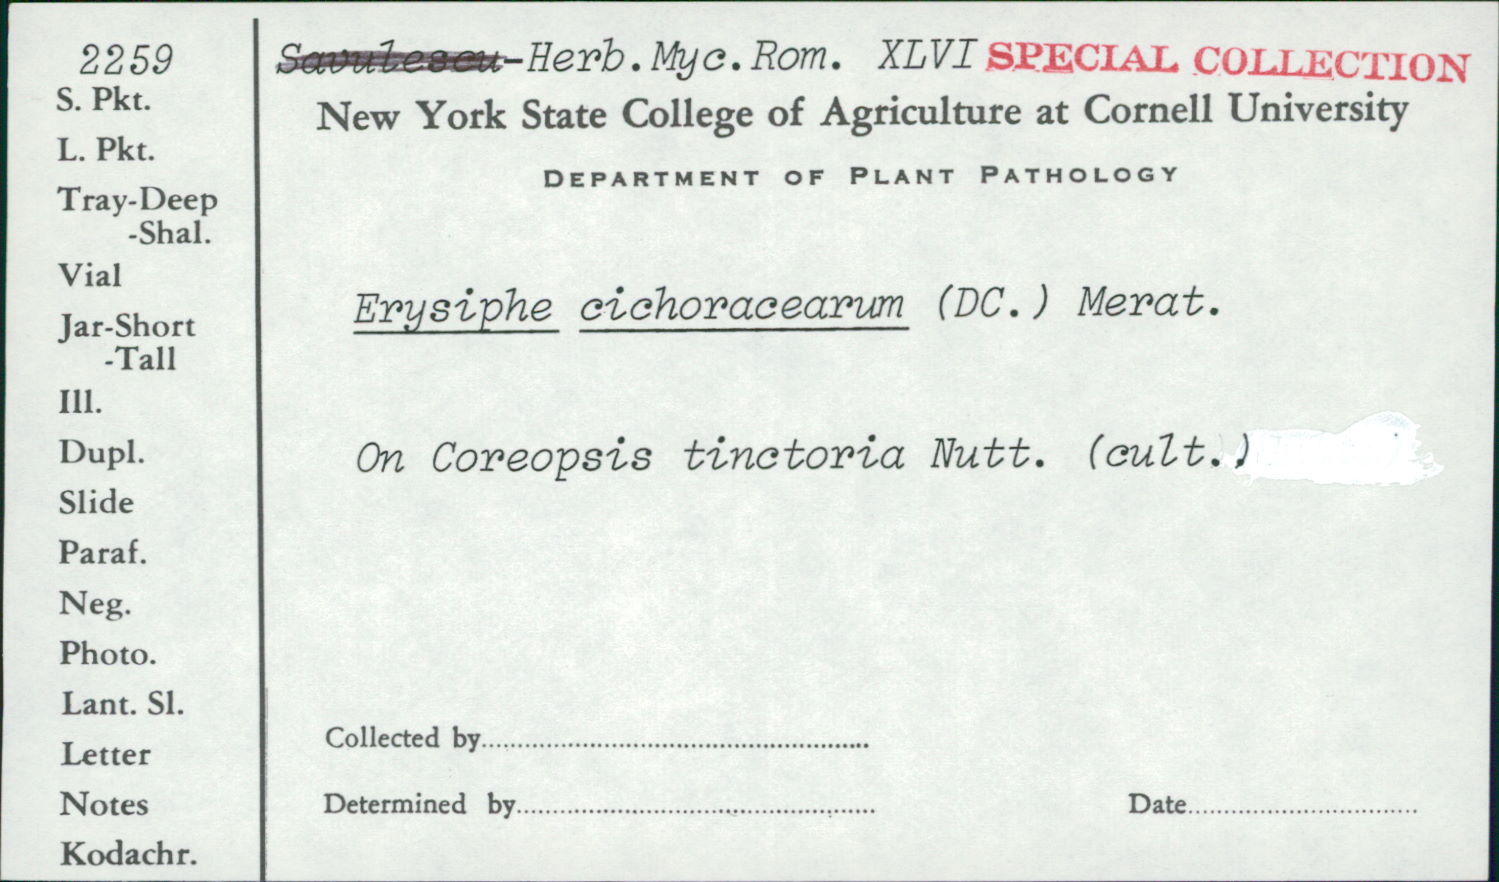 2259
S. Pkt.
L. Pkt.
Tray-Deep
-Shal.
Vial
Jar-Short
-Tall
Ill.
Dupl.
Slide
Paraf.
Neg.
Photo.
Lant. Sl.
Letter
Notes
Kodachr.
Savulescu-Herb. Myc. Rom. XLVI SPECIAL COLLECTION
New York State College of Agriculture at Cornell University
DEPARTMENT OF PLANT PATHOLOGY
Erysiphe cichoracearum (DC.) Merat.
On Coreopsis tinctoria Nutt. (cult.)
Collected by
Determined by
Date